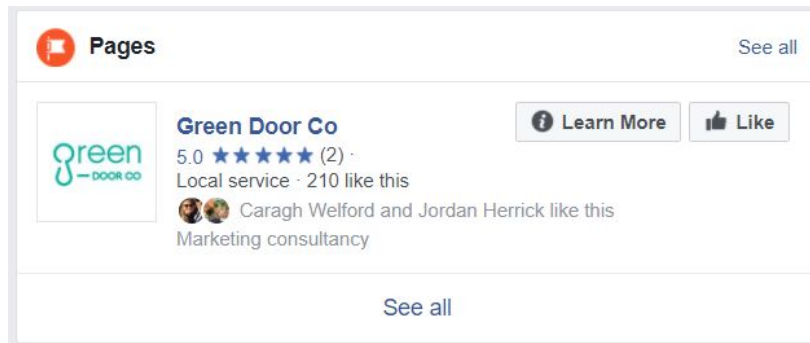 Pages
See all
green
DOOR CO
Green Door Co
Learn More
Like
5.0 ★★★★★ (2) ·
Local service · 210 like this
Caragh Welford and Jordan Herrick like this
Marketing consultancy
See all